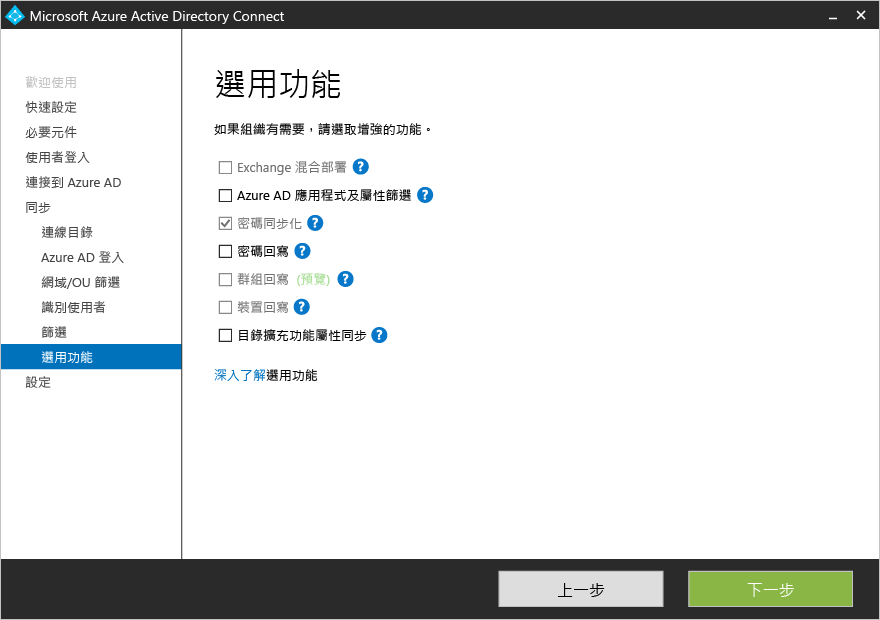 Microsoft Azure Active Directory Connect
歡迎使用
快速設定
必要元件
使用者登入
連接到 Azure AD
同步
連線目錄
Azure AD 登入
網域/OU 篩選
識別使用者
篩選
選用功能
設定
選用功能
如果組織有需要，請選取增強的功能。
Exchange 混合部署 ?
Azure AD 應用程式及屬性篩選 ?
密碼同步化 ?
密碼回寫 ?
群組回寫 (預覽) ?
裝置回寫 ?
目錄擴充功能屬性同步 ?
深入了解選用功能
上一步
下一步